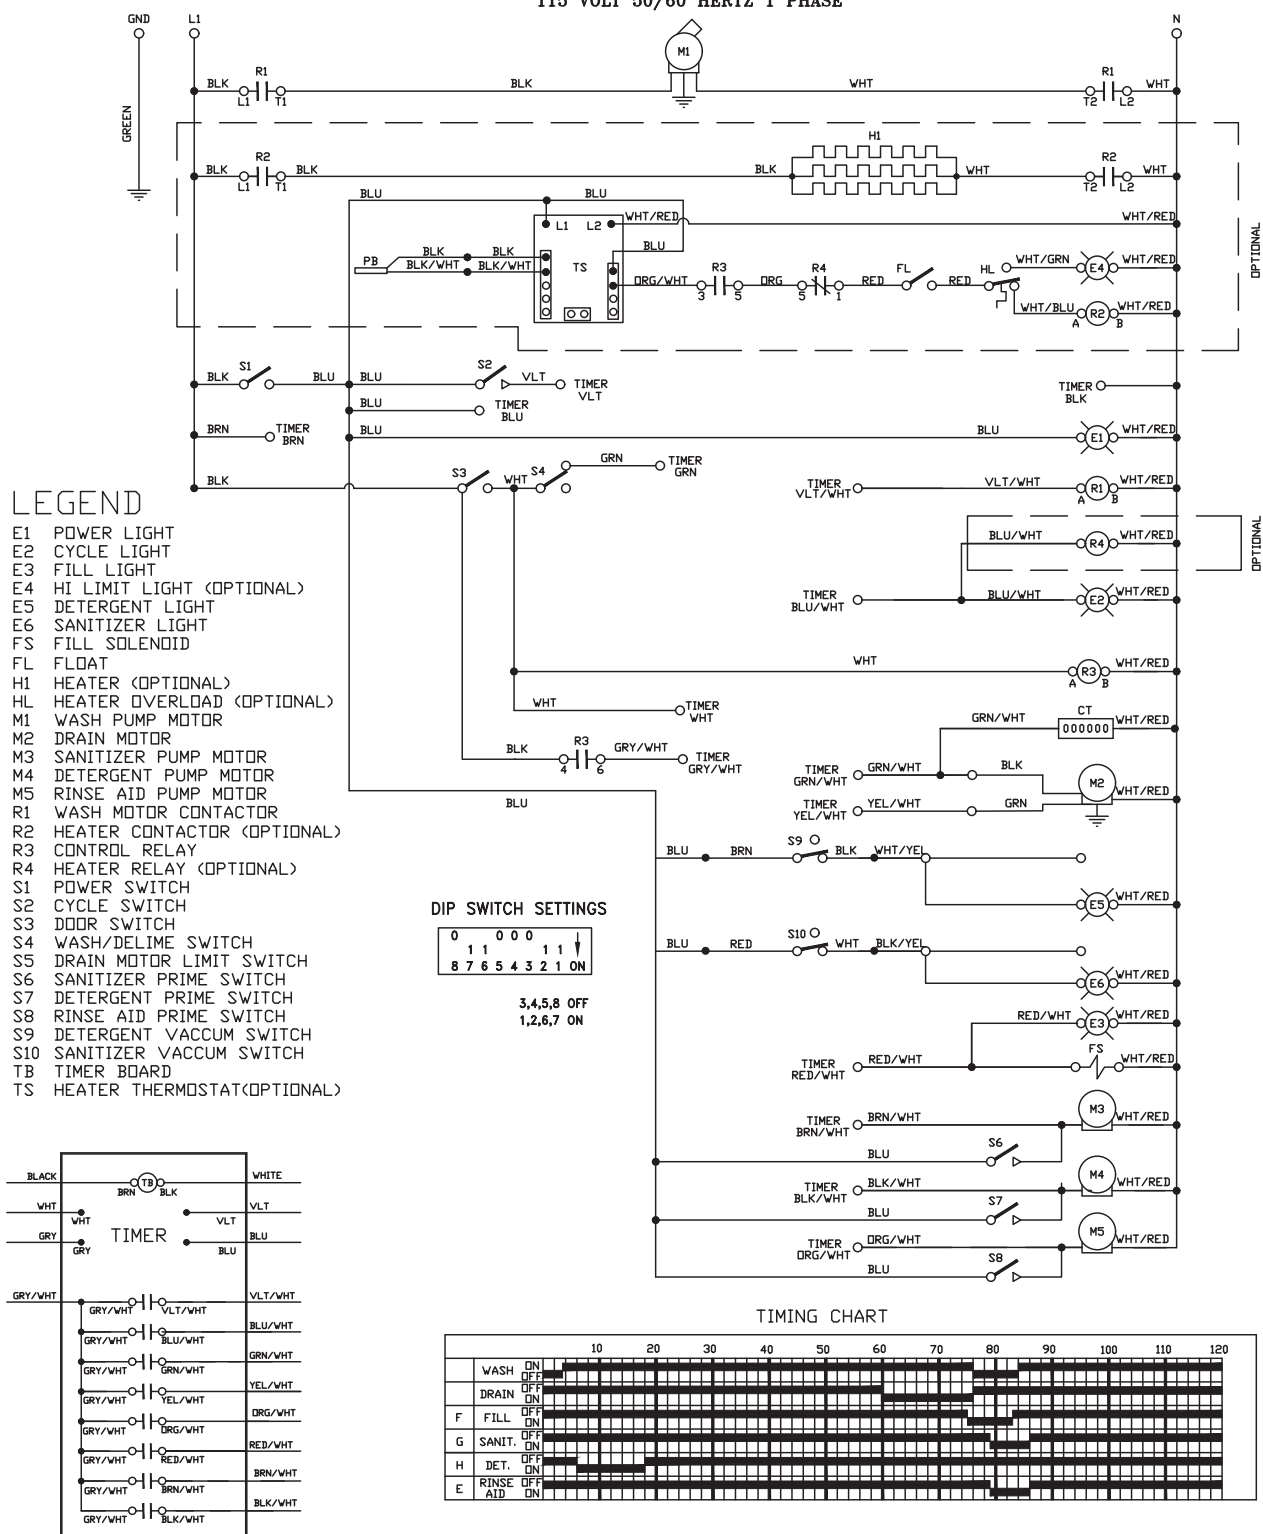 115 VOLT 50/60 HERTZ 1 PHASE
GND L1 N
M1
R1 R1
BLK BLK WHT WHT
L1 T1 T2 L2
GREEN
H1
R2 R2
BLK BLK BLK WHT WHT
L1 T1 T2 L2
BLU BLU
WHT/RED WHT/RED
L1 L2
BLU
OPTIONAL
BLK BLK
PB TS
BLK/WHT BLK/WHT
WHT/GRN E4 WHT/RED
R3 R4 FL HL
ORG/WHT ORG RED RED
3 5 5 1
WHT/BLU R2 WHT/RED
A B
S1 S2
BLK BLU BLU VLT TIMER VLT
TIMER BLK
BLU TIMER BLU
BRN TIMER BRN
BLU BLU E1 WHT/RED
GRN TIMER GRN
S3 WHT S4
BLK
TIMER VLT/WHT VLT/WHT R1 WHT/RED
A B
LEGEND
E1 POWER LIGHT
E2 CYCLE LIGHT
E3 FILL LIGHT
E4 HI LIMIT LIGHT (OPTIONAL)
E5 DETERGENT LIGHT
E6 SANITIZER LIGHT
FS FILL SOLENOID
FL FLOAT
H1 HEATER (OPTIONAL)
HL HEATER OVERLOAD (OPTIONAL)
M1 WASH PUMP MOTOR
M2 DRAIN MOTOR
M3 SANITIZER PUMP MOTOR
M4 DETERGENT PUMP MOTOR
M5 RINSE AID PUMP MOTOR
R1 WASH MOTOR CONTACTOR
R2 HEATER CONTACTOR (OPTIONAL)
R3 CONTROL RELAY
R4 HEATER RELAY (OPTIONAL)
S1 POWER SWITCH
S2 CYCLE SWITCH
S3 DOOR SWITCH
S4 WASH/DELIME SWITCH
S5 DRAIN MOTOR LIMIT SWITCH
S6 SANITIZER PRIME SWITCH
S7 DETERGENT PRIME SWITCH
S8 RINSE AID PRIME SWITCH
S9 DETERGENT VACCUM SWITCH
S10 SANITIZER VACCUM SWITCH
TB TIMER BOARD
TS HEATER THERMOSTAT(OPTIONAL)
BLU/WHT R4 WHT/RED
OPTIONAL
TIMER BLU/WHT BLU/WHT E2 WHT/RED
WHT R3 WHT/RED
A B
WHT TIMER WHT
CT
GRN/WHT 000000 WHT/RED
R3
BLK GRY/WHT TIMER GRY/WHT
4 6
TIMER GRN/WHT GRN/WHT BLK M2 WHT/RED
TIMER YEL/WHT YEL/WHT GRN
BLU
S9
BLU BRN BLK WHT/YEL
E5 WHT/RED
S10
BLU RED WHT BLK/YEL
E6 WHT/RED
DIP SWITCH SETTINGS
0 0 0 0
1 1 1 1
8 7 6 5 4 3 2 1 ON
3,4,5,8 OFF
1,2,6,7 ON
RED/WHT E3 WHT/RED
FS
TIMER RED/WHT RED/WHT WHT/RED
TIMER BRN/WHT BRN/WHT M3 WHT/RED
S6
BLU
TIMER BLK/WHT BLK/WHT M4 WHT/RED
S7
BLU
TIMER ORG/WHT ORG/WHT M5 WHT/RED
S8
BLU
BLACK TB WHITE
BRN BLK
WHT VLT
WHT VLT
TIMER
GRY BLU
GRY BLU
GRY/WHT VLT/WHT
GRY/WHT VLT/WHT
BLU/WHT
GRY/WHT BLU/WHT
GRN/WHT
GRY/WHT GRN/WHT
YEL/WHT
GRY/WHT YEL/WHT
ORG/WHT
GRY/WHT ORG/WHT
RED/WHT
GRY/WHT RED/WHT
BRN/WHT
GRY/WHT BRN/WHT
BLK/WHT
GRY/WHT BLK/WHT
TIMING CHART
10 20 30 40 50 60 70 80 90 100 110 120
WASH ON OFF
DRAIN OFF ON
F FILL OFF ON
G SANIT. OFF ON
H DET. OFF ON
E RINSE AID OFF ON